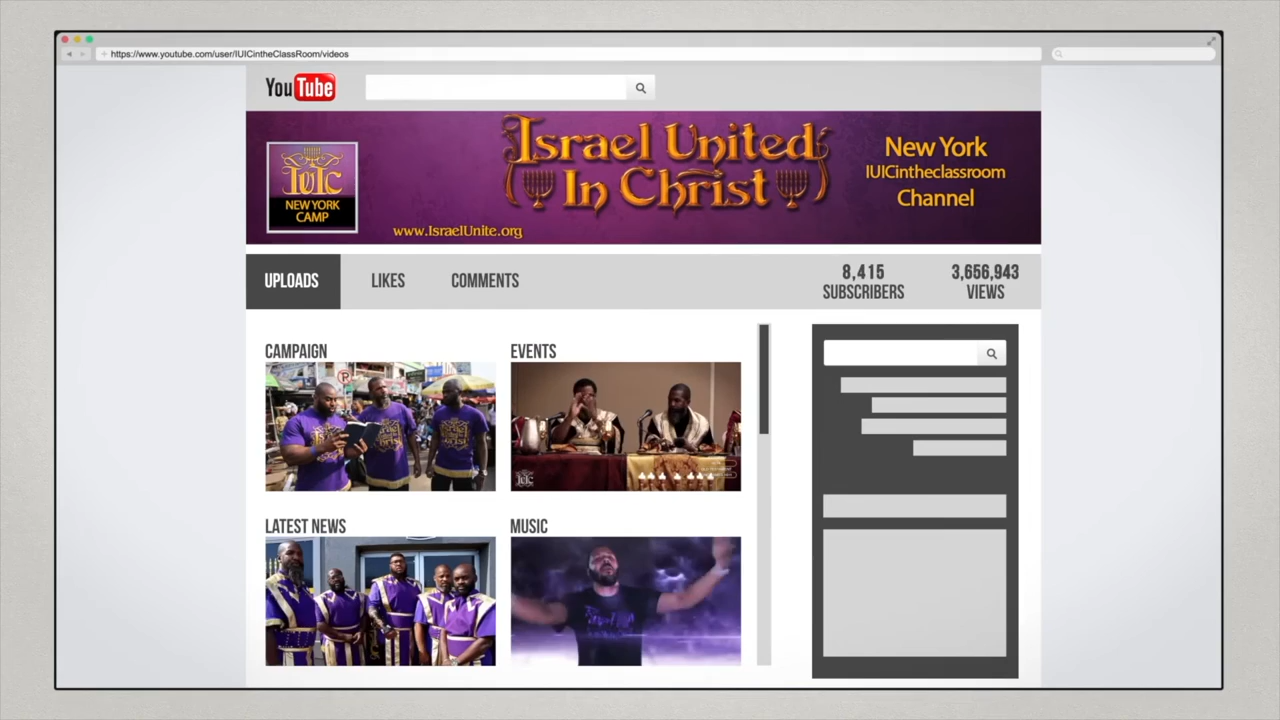 https://www.youtube.com/user/IUICintheClassRoom/videos
YouTube
IUIC
NEW YORK
CAMP
www.IsraelUnite.org
Israel United
In Christ
New York
IUICintheclassroom
Channel
UPLOADS
LIKES
COMMENTS
8,415
SUBSCRIBERS
3,656,943
VIEWS
CAMPAIGN
EVENTS
P
IUIC
LATEST NEWS
MUSIC